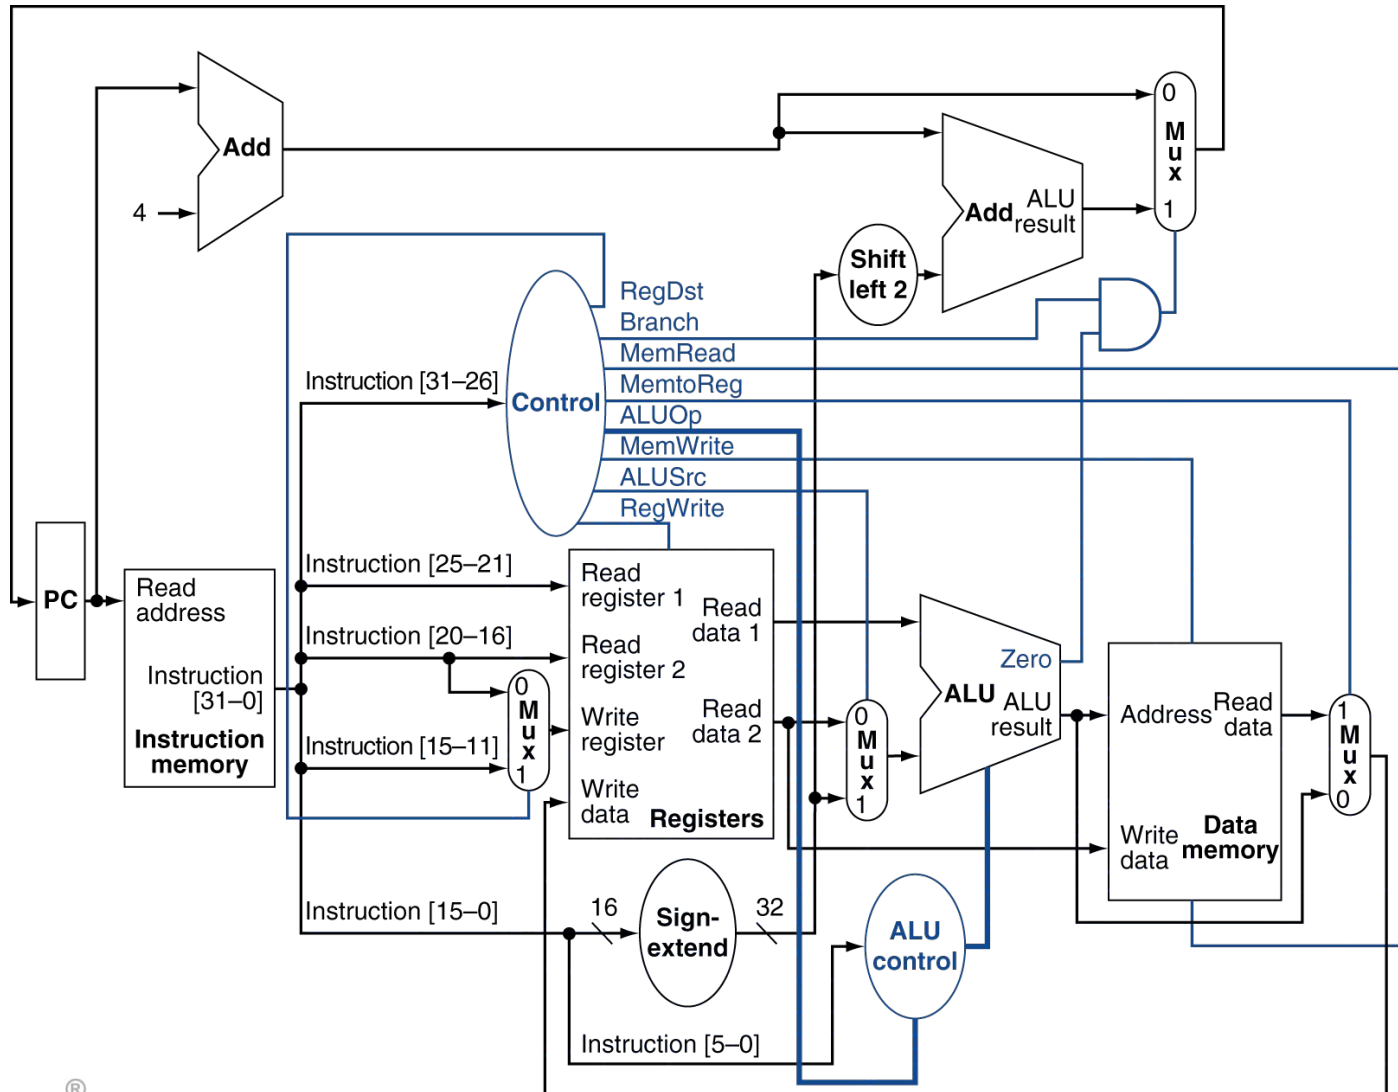 0
M
u
x
1
Add
4
Add
ALU
result
Shift
left 2
RegDst
Branch
MemRead
MemtoReg
ALUOp
MemWrite
ALUSrc
RegWrite
Control
Instruction [31–26]
Instruction [25–21]
Instruction [20–16]
Instruction [15–11]
Instruction [15–0]
Instruction [5–0]
PC
Read
address
Instruction
[31–0]
Instruction
memory
0
M
u
x
1
Read
register 1
Read
register 2
Write
register
Write
data
Read
data 1
Read
data 2
Registers
0
M
u
x
1
Zero
ALU
ALU
result
Address
Read
data
Write
data
Data
memory
1
M
u
x
0
16
Sign-
extend
32
ALU
control
®